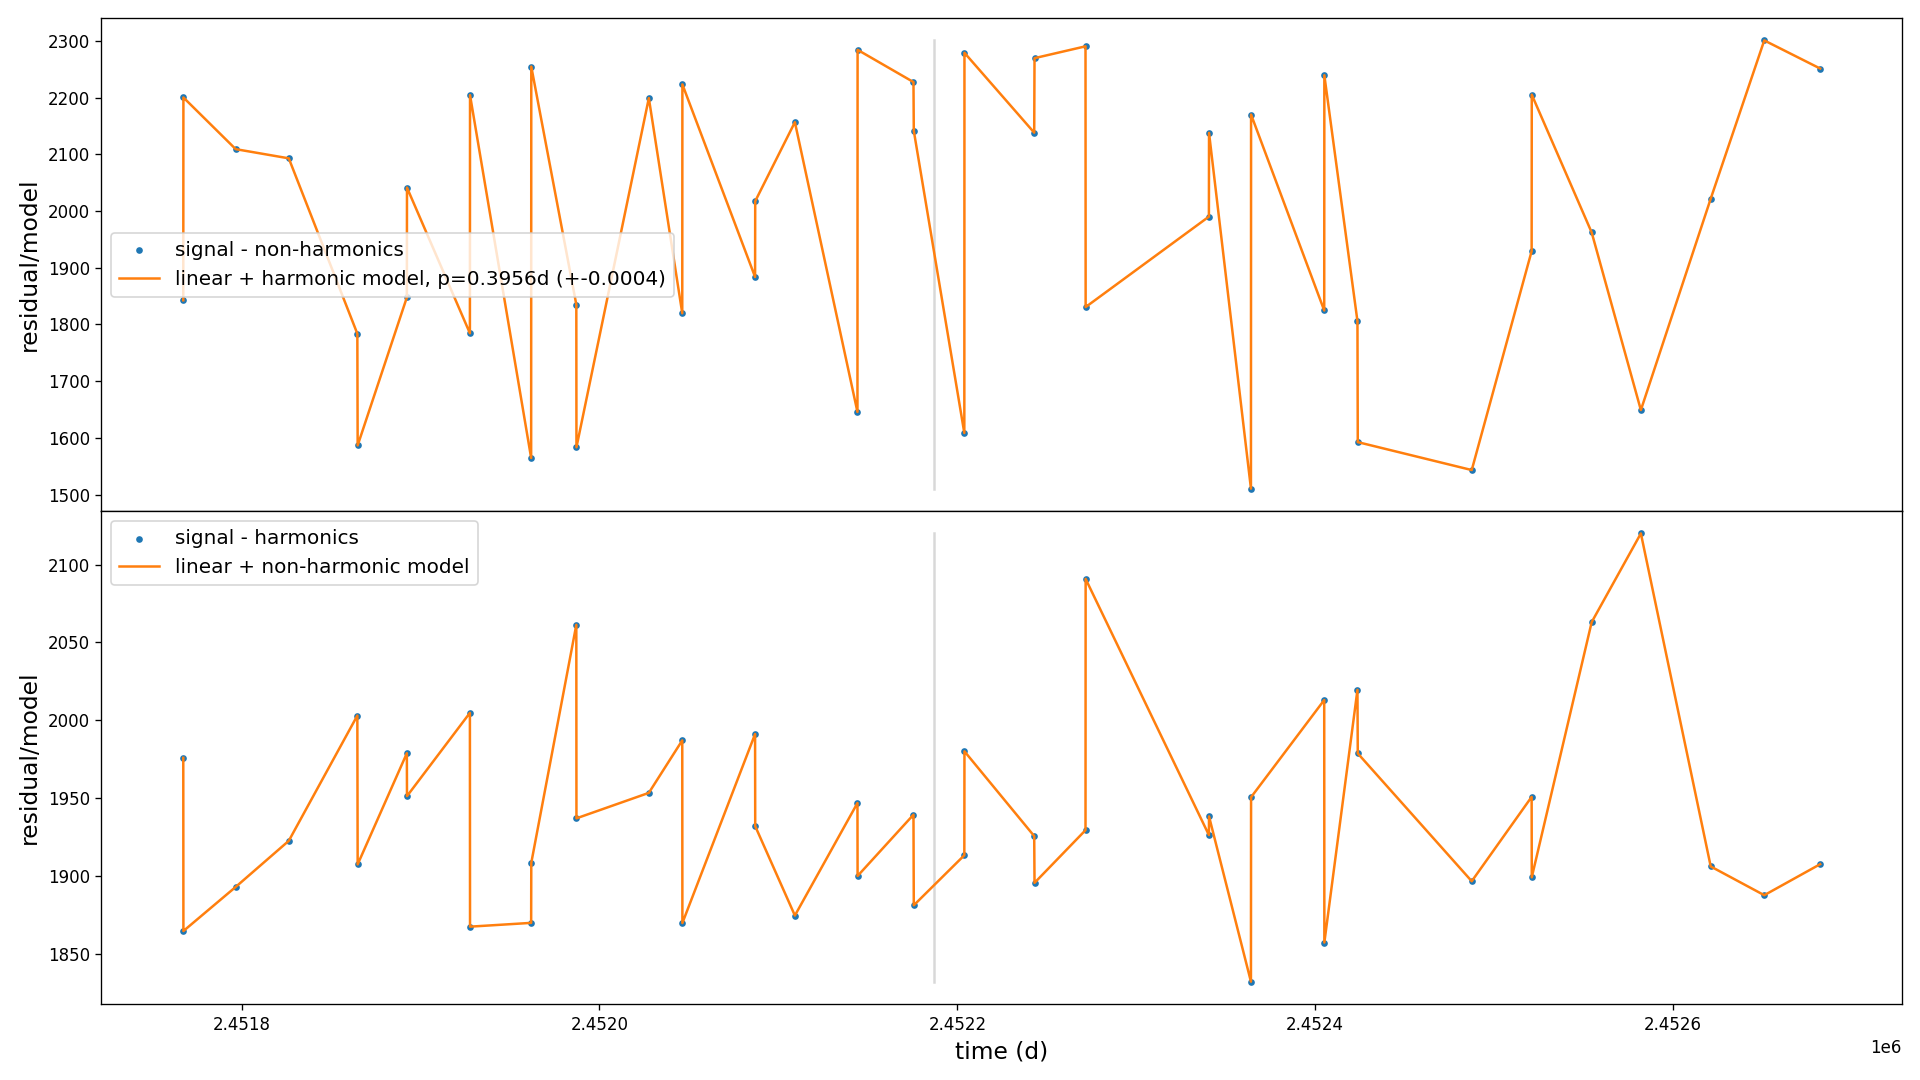 2300
2200
2100
2000
1900
1800
1700
1600
1500
residual/model
signal - non-harmonics
linear + harmonic model, p=0.3956d (+-0.0004)
2100
2050
2000
1950
1900
1850
residual/model
signal - harmonics
linear + non-harmonic model
2.4518 2.4520 2.4522 2.4524 2.4526
1e6
time (d)